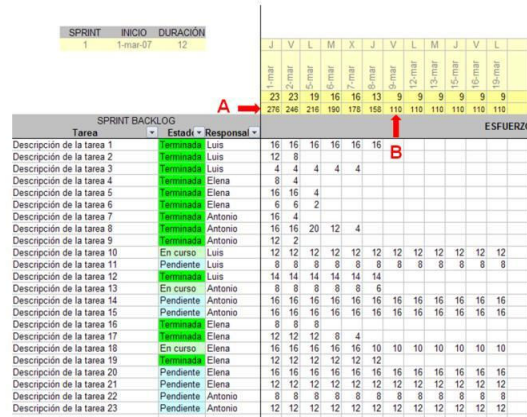 SPRINT INICIO DURACIÓN
1 1-mar-07 12
J V L M X J V L M J V L
1-mar 2-mar 5-mar 6-mar 7-mar 8-mar 9-mar 12-mar 13-mar 15-mar 16-mar 19-mar
23 23 19 16 16 13 9 9 9 9 9 9
A 276 246 216 190 178 158 110 110 110 110 110 110
B
SPRINT BACKLOG ESFUERZO
Tarea Estado Responsal
Descripción de la tarea 1 Terminada Luis 16 16 16 16 16 16
Descripción de la tarea 2 Terminada Luis 12 8
Descripción de la tarea 3 Terminada Luis 4 4 4 4 4
Descripción de la tarea 4 Terminada Elena 8 4
Descripción de la tarea 5 Terminada Elena 16 16 4
Descripción de la tarea 6 Terminada Elena 6 6 2
Descripción de la tarea 7 Terminada Antonio 16 4
Descripción de la tarea 8 Terminada Antonio 16 16 20 12 4
Descripción de la tarea 9 Terminada Antonio 12 2
Descripción de la tarea 10 En curso Luis 12 12 12 12 12 12 12 12 12 12 12 12
Descripción de la tarea 11 Pendiente Luis 8 8 8 8 8 8 8 8 8 8 8 8
Descripción de la tarea 12 Terminada Luis 14 14 14 14 14 14
Descripción de la tarea 13 En curso Antonio 8 8 8 8 8 6
Descripción de la tarea 14 Pendiente Antonio 16 16 16 16 16 16 16 16 16 16 16 16
Descripción de la tarea 15 Pendiente Antonio 16 16 16 16 16 16 16 16 16 16 16 16
Descripción de la tarea 16 Terminada Elena 8 8 8
Descripción de la tarea 17 Terminada Elena 12 12 12 8 4
Descripción de la tarea 18 En curso Elena 16 16 16 16 16 10 10 10 10 10 10 10
Descripción de la tarea 19 Terminada Elena 12 12 12 12 12 12
Descripción de la tarea 20 Pendiente Elena 16 16 16 16 16 16 16 16 16 16 16 16
Descripción de la tarea 21 Pendiente Elena 12 12 12 12 12 12 12 12 12 12 12 12
Descripción de la tarea 22 Pendiente Antonio 8 8 8 8 8 8 8 8 8 8 8 8
Descripción de la tarea 23 Pendiente Antonio 12 12 12 12 12 12 12 12 12 12 12 12